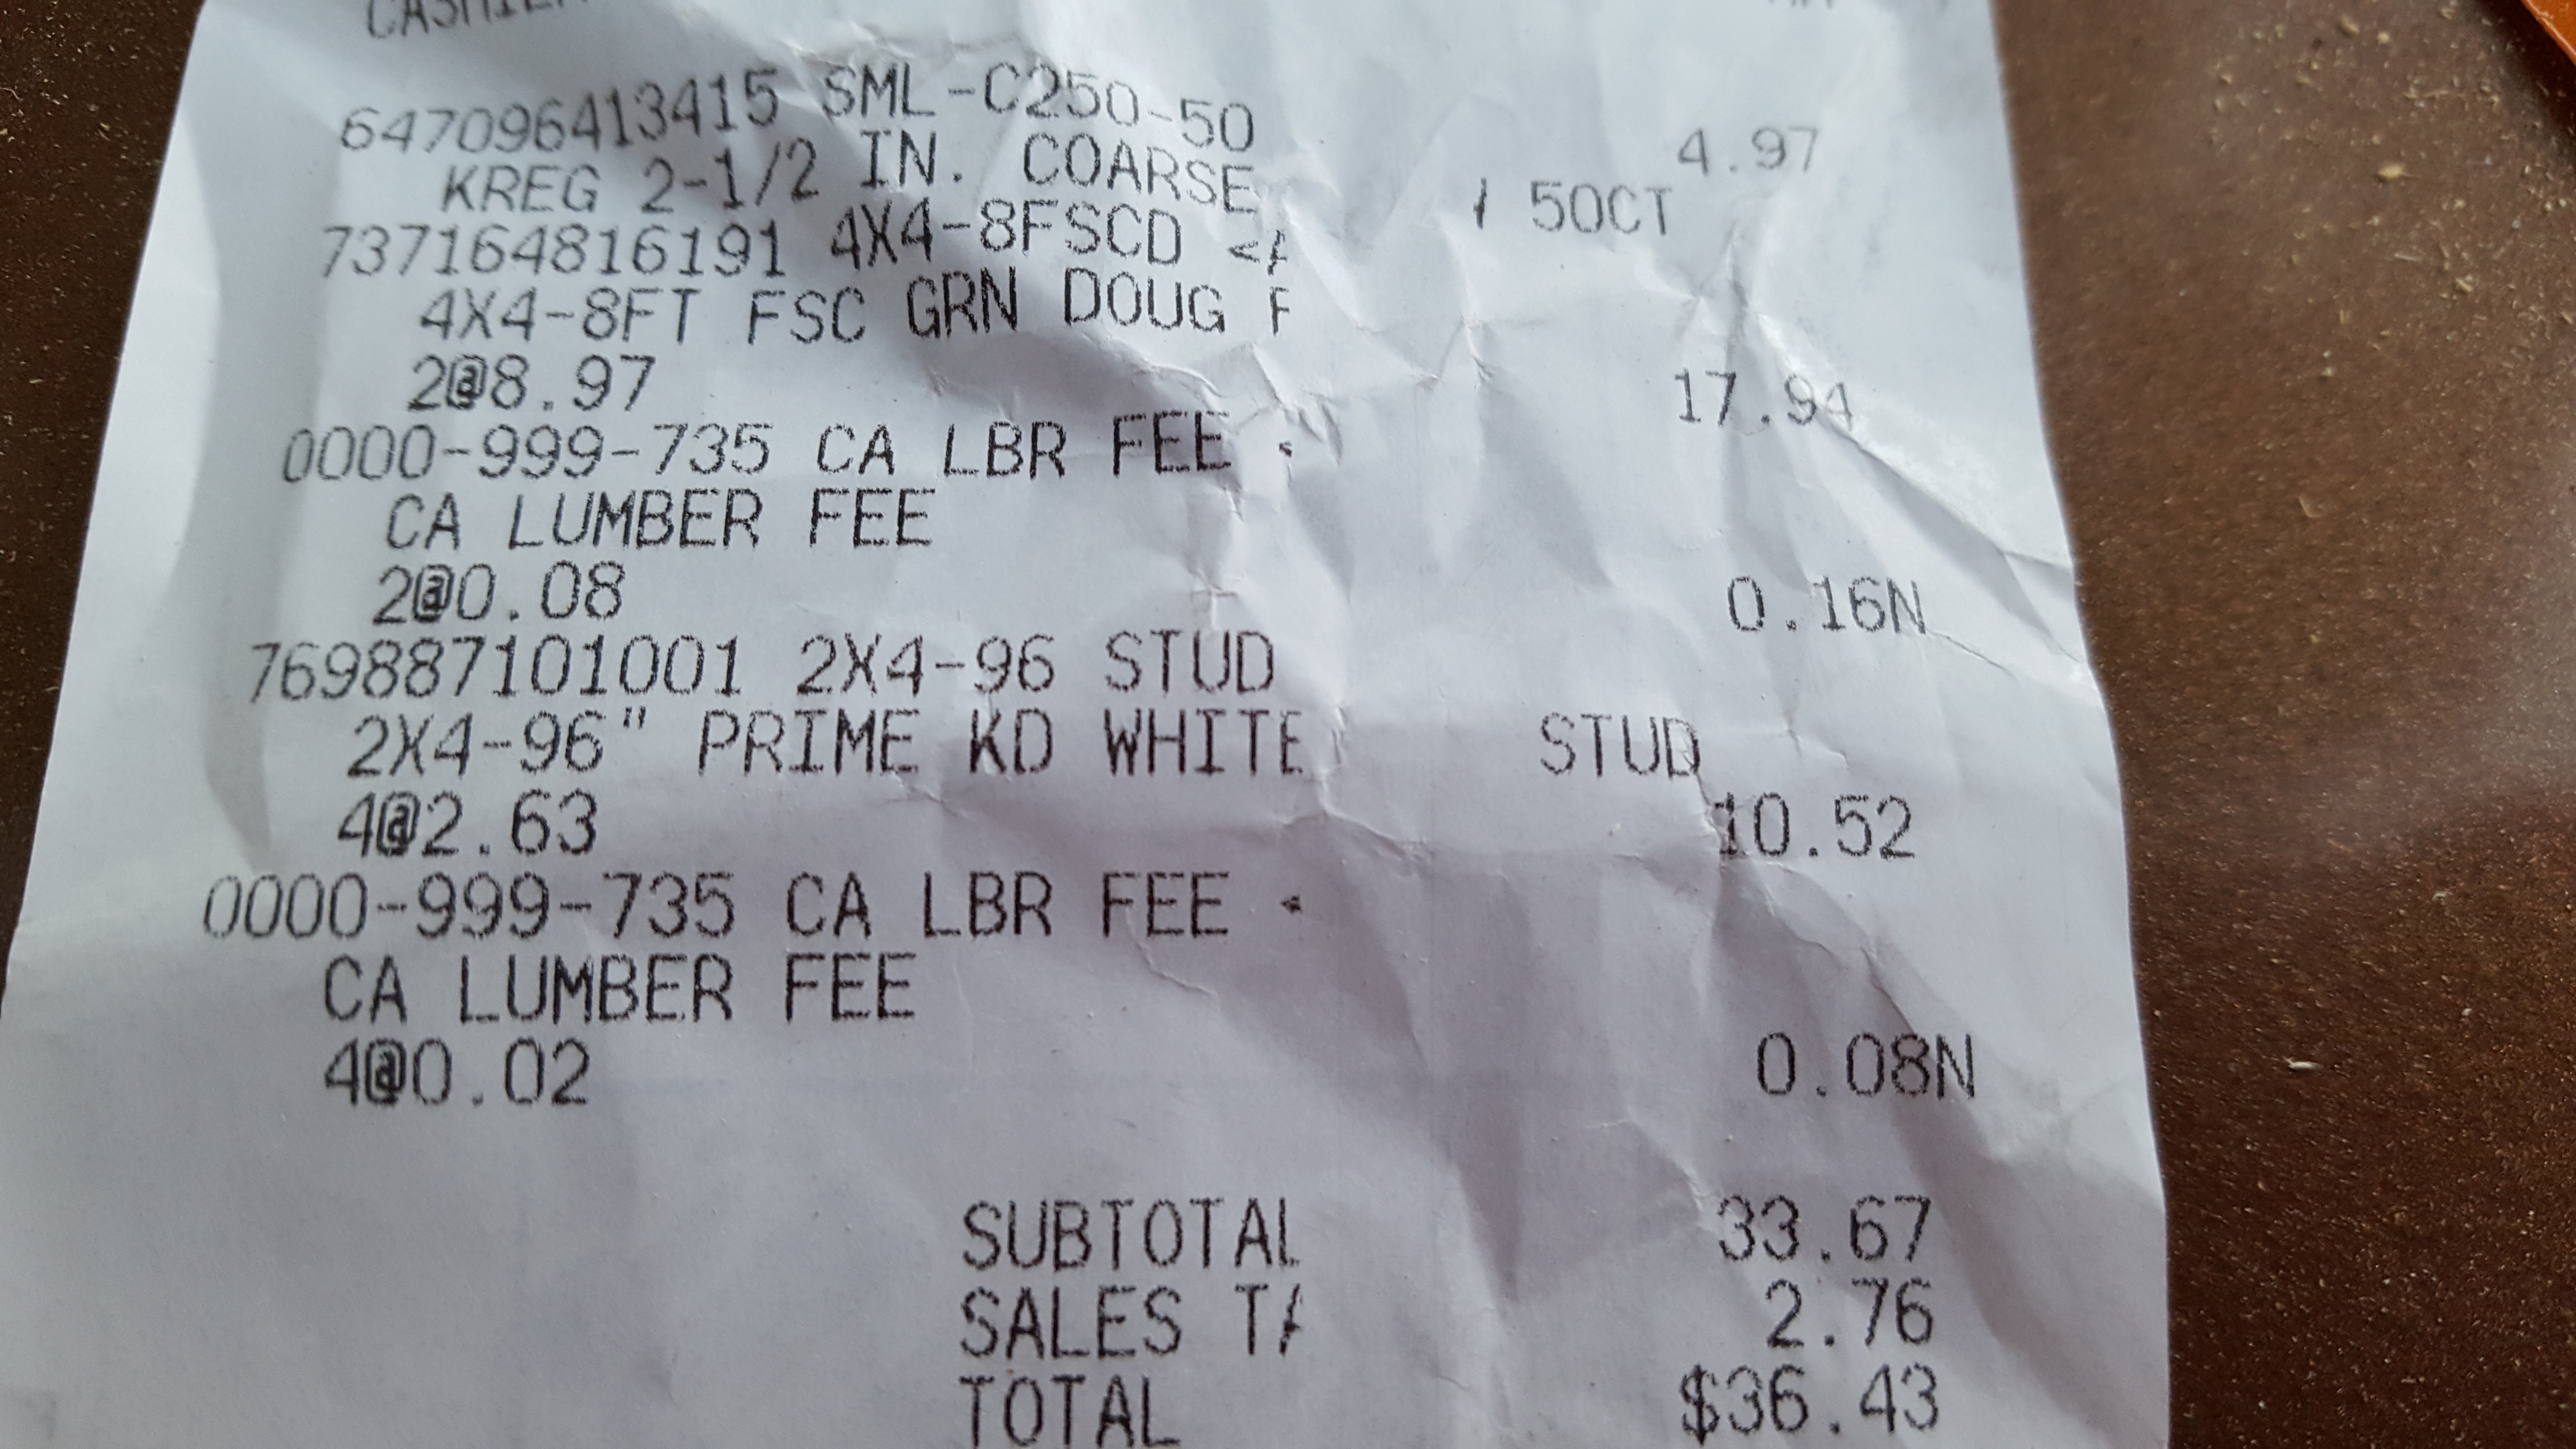 647096413415 SML-C250-50 4.97
KREG 2-1/2 IN. COARSE 50CT
737164816191 4X4-8FSCD <A
4X4-8FT FSC GRN DOUG
2@8.97 17.94
0000-999-735 CA LBR FEE <
CA LUMBER FEE
2@0.08 0.16N
769887101001 2X4-96 STUD
2X4-96" PRIME KD WHITE STUD
4@2.63 10.52
0000-999-735 CA LBR FEE <
CA LUMBER FEE
4@0.02 0.08N
SUBTOTAL 33.67
SALES 2.76
TOTAL $36.43